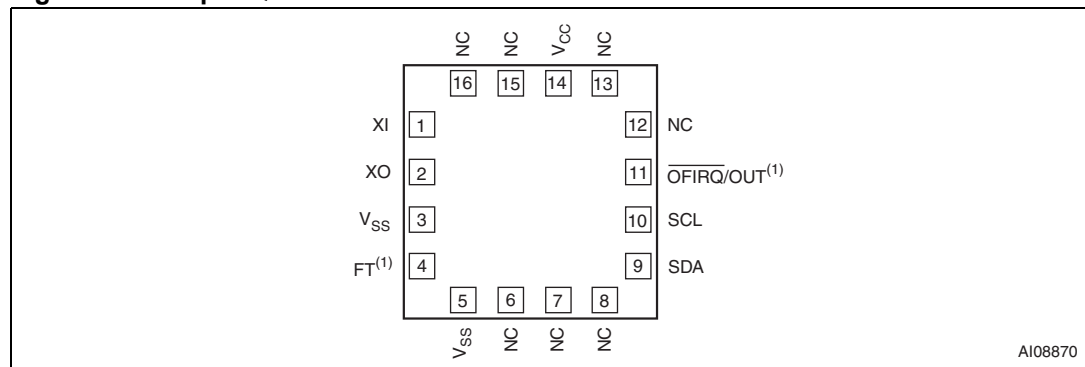 NC NC VCC NC
16 15 14 13
XI 1 12 NC
XO 2 11 OFIRQ/OUT(1)
VSS 3 10 SCL
FT(1) 4 9 SDA
5 6 7 8
VSS NC NC NC
AI08870